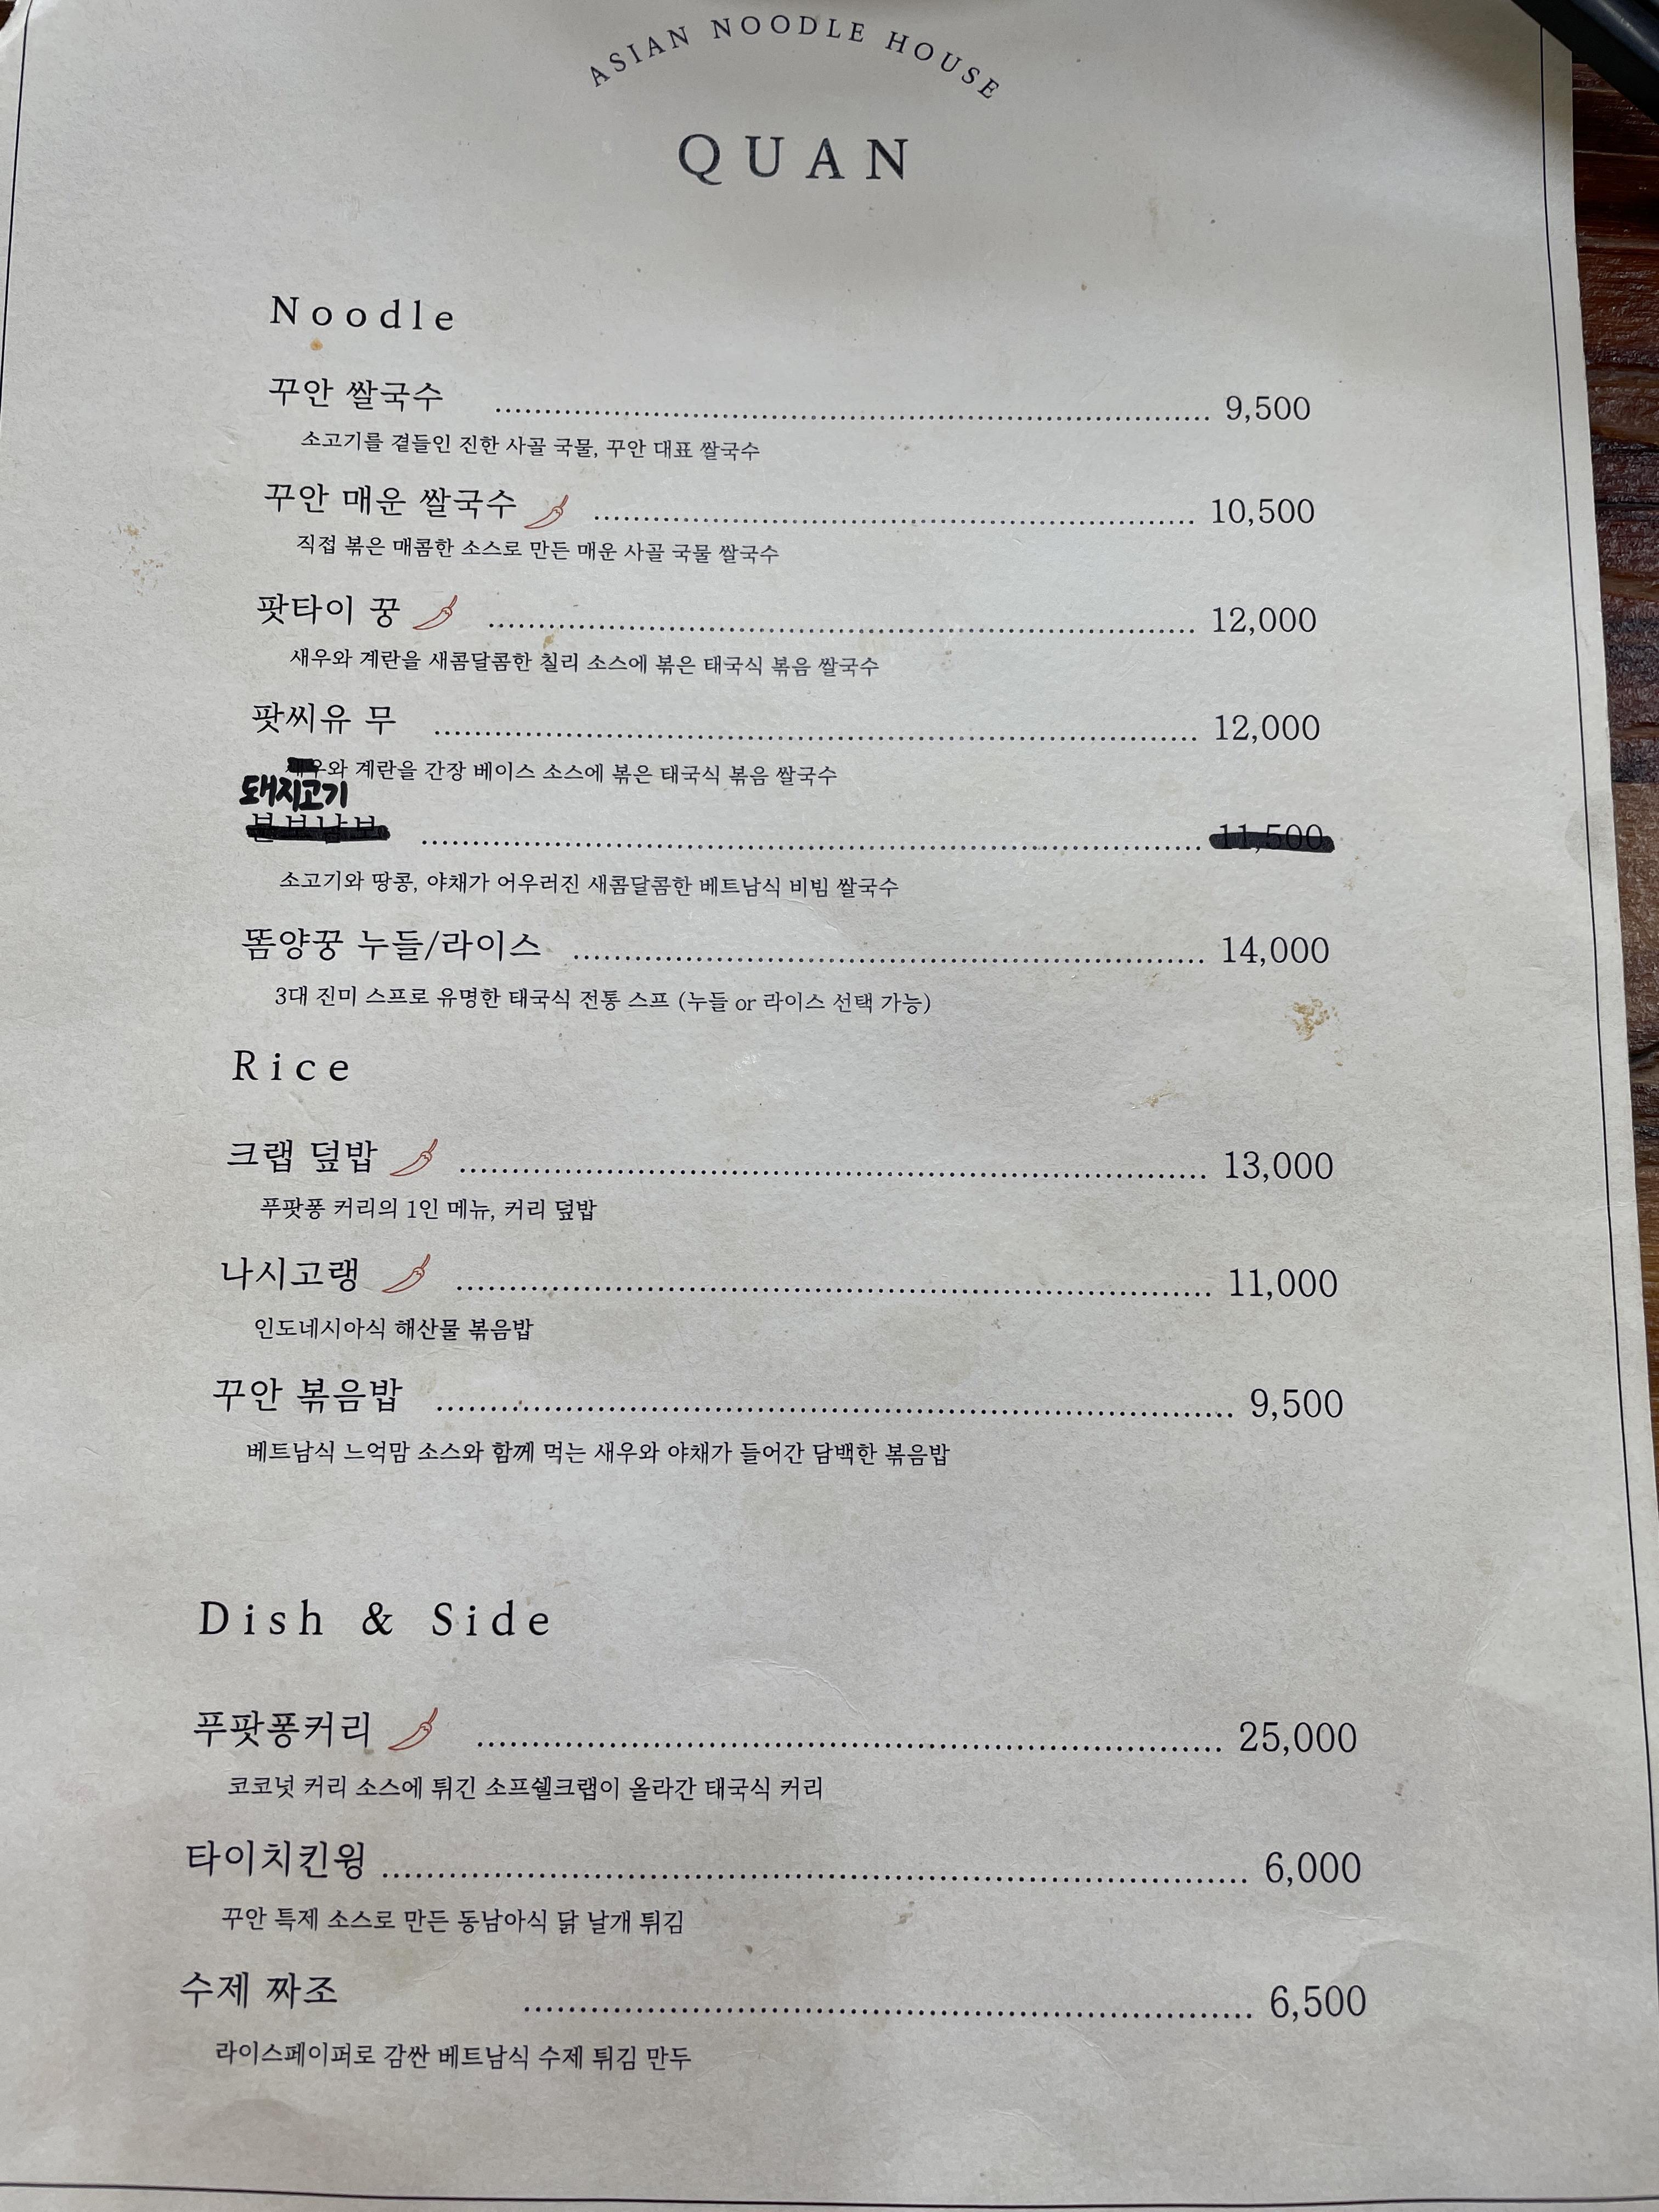 ASIAN NOODLE HOUSE
QUAN
Noodle
꾸안 쌀국수 ........ 9,500
소고기를 곁들인 진한 사골 국물, 꾸안 대표 쌀국수
꾸안 매운 쌀국수 ........ 10,500
직접 볶은 매콤한 소스로 만든 매운 사골 국물 쌀국수
팟타이 꿍 ........ 12,000
새우와 계란을 새콤달콤한 칠리 소스에 볶은 태국식 볶음 쌀국수
팟씨유 무 ........ 12,000
새우와 계란을 간장 베이스 소스에 볶은 태국식 볶음 쌀국수
돼지고기
분보남보 ........ 11,500
소고기와 땅콩, 야채가 어우러진 새콤달콤한 베트남식 비빔 쌀국수
똠양꿍 누들/라이스 ........ 14,000
3대 진미 스프로 유명한 태국식 전통 스프 (누들 or 라이스 선택 가능)
Rice
크랩 덮밥 ........ 13,000
푸팟퐁 커리의 1인 메뉴, 커리 덮밥
나시고랭 ........ 11,000
인도네시아식 해산물 볶음밥
꾸안 볶음밥 ........ 9,500
베트남식 느억맘 소스와 함께 먹는 새우와 야채가 들어간 담백한 볶음밥
Dish & Side
푸팟퐁커리 ........ 25,000
코코넛 커리 소스에 튀긴 소프쉘크랩이 올라간 태국식 커리
타이치킨윙 ........ 6,000
꾸안 특제 소스로 만든 동남아식 닭 날개 튀김
수제 짜조 ........ 6,500
라이스페이퍼로 감싼 베트남식 수제 튀김 만두